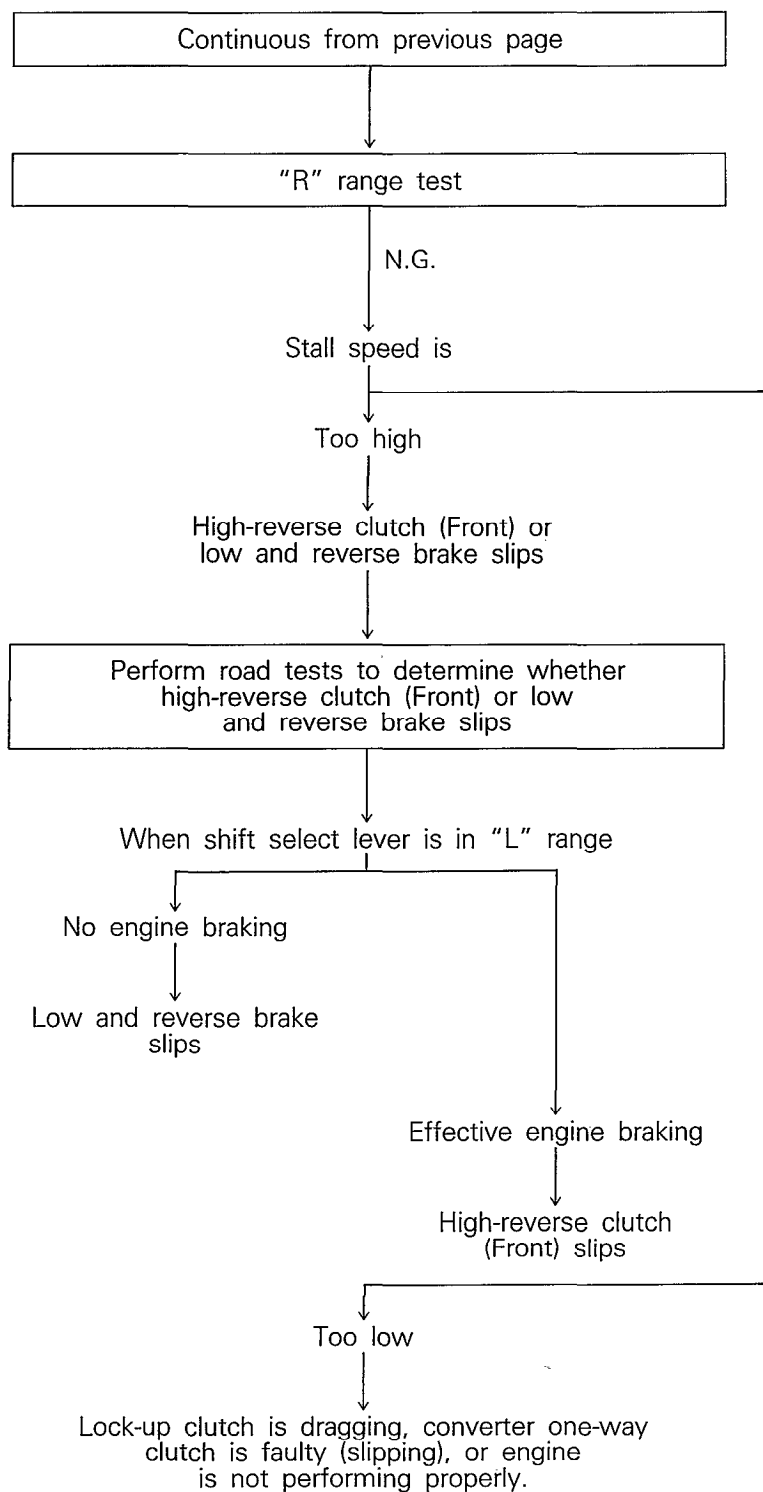 Continuous from previous page
"R" range test
N.G.
Stall speed is
Too high
High-reverse clutch (Front) or
low and reverse brake slips
Perform road tests to determine whether
high-reverse clutch (Front) or low
and reverse brake slips
When shift select lever is in "L" range
No engine braking
Low and reverse brake
slips
Effective engine braking
High-reverse clutch
(Front) slips
Too low
Lock-up clutch is dragging, converter one-way
clutch is faulty (slipping), or engine
is not performing properly.